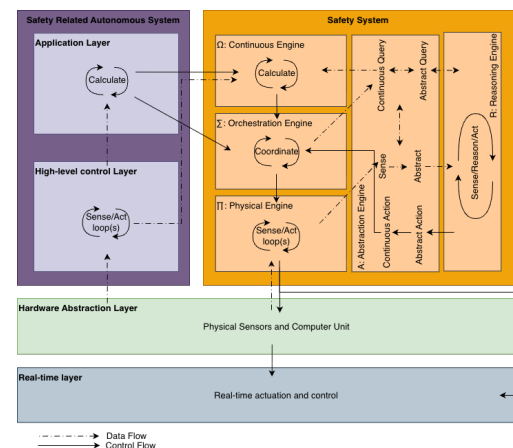 Safety Related Autonomous System
Safety System
Application Layer
Calculate
High-level control Layer
Sense/Act
loop(s)
Ω: Continuous Engine
Calculate
Σ: Orchestration Engine
Coordinate
∏: Physical Engine
Sense/Act
loop(s)
A: Abstraction Engine
Continuous Query
Abstract Query
Sense
Abstract
Continuous Action
Abstract Action
R: Reasoning Engine
Sense/Reason/Act
Hardware Abstraction Layer
Physical Sensors and Computer Unit
Real-time layer
Real-time actuation and control
Data Flow
Control Flow